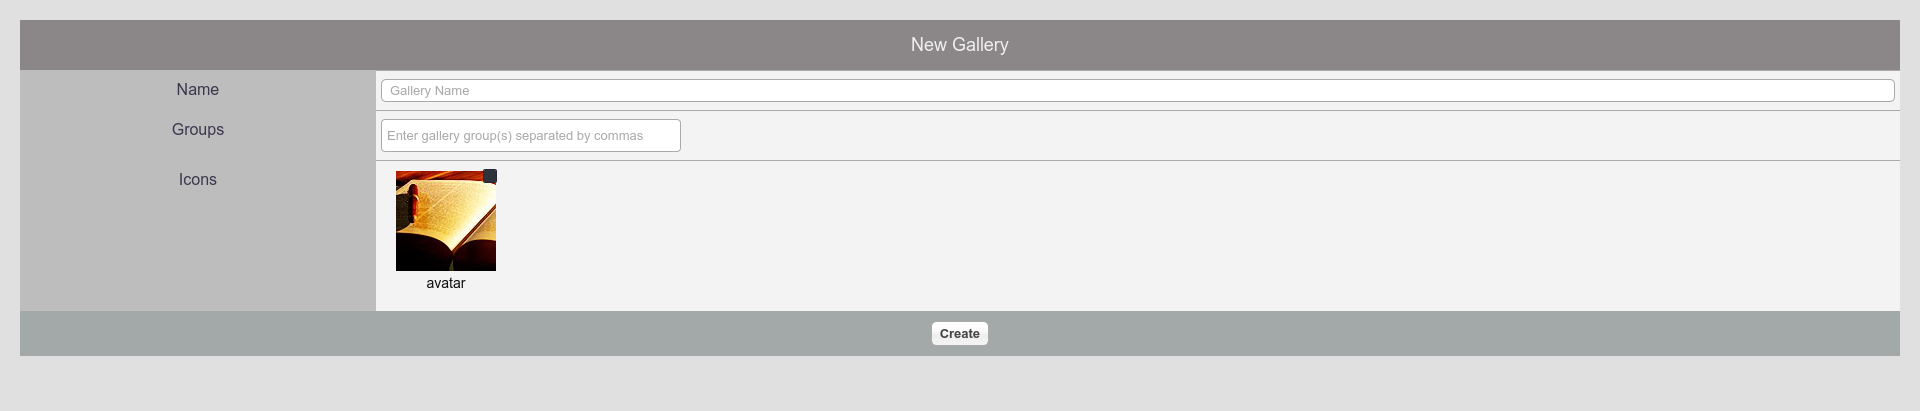 New Gallery
Name
Gallery Name
Groups
Enter gallery group(s) separated by commas
Icons
avatar
Create